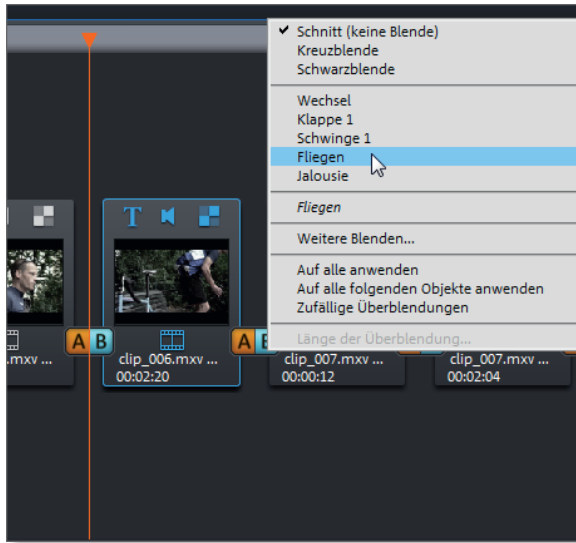 Schnitt (keine Blende)
Kreuzblende
Schwarzblende
Wechsel
Klappe 1
Schwinge 1
Fliegen
Jalousie
Fliegen
Weitere Blenden...
Auf alle anwenden
Auf alle folgenden Objekte anwenden
Zufällige Überblendungen
Länge der Überblendung...
T
A B
A
.mxv ...
clip_006.mxv ...
clip_007.mxv ...
clip_007.mxv ...
00:02:20
00:00:12
00:02:04